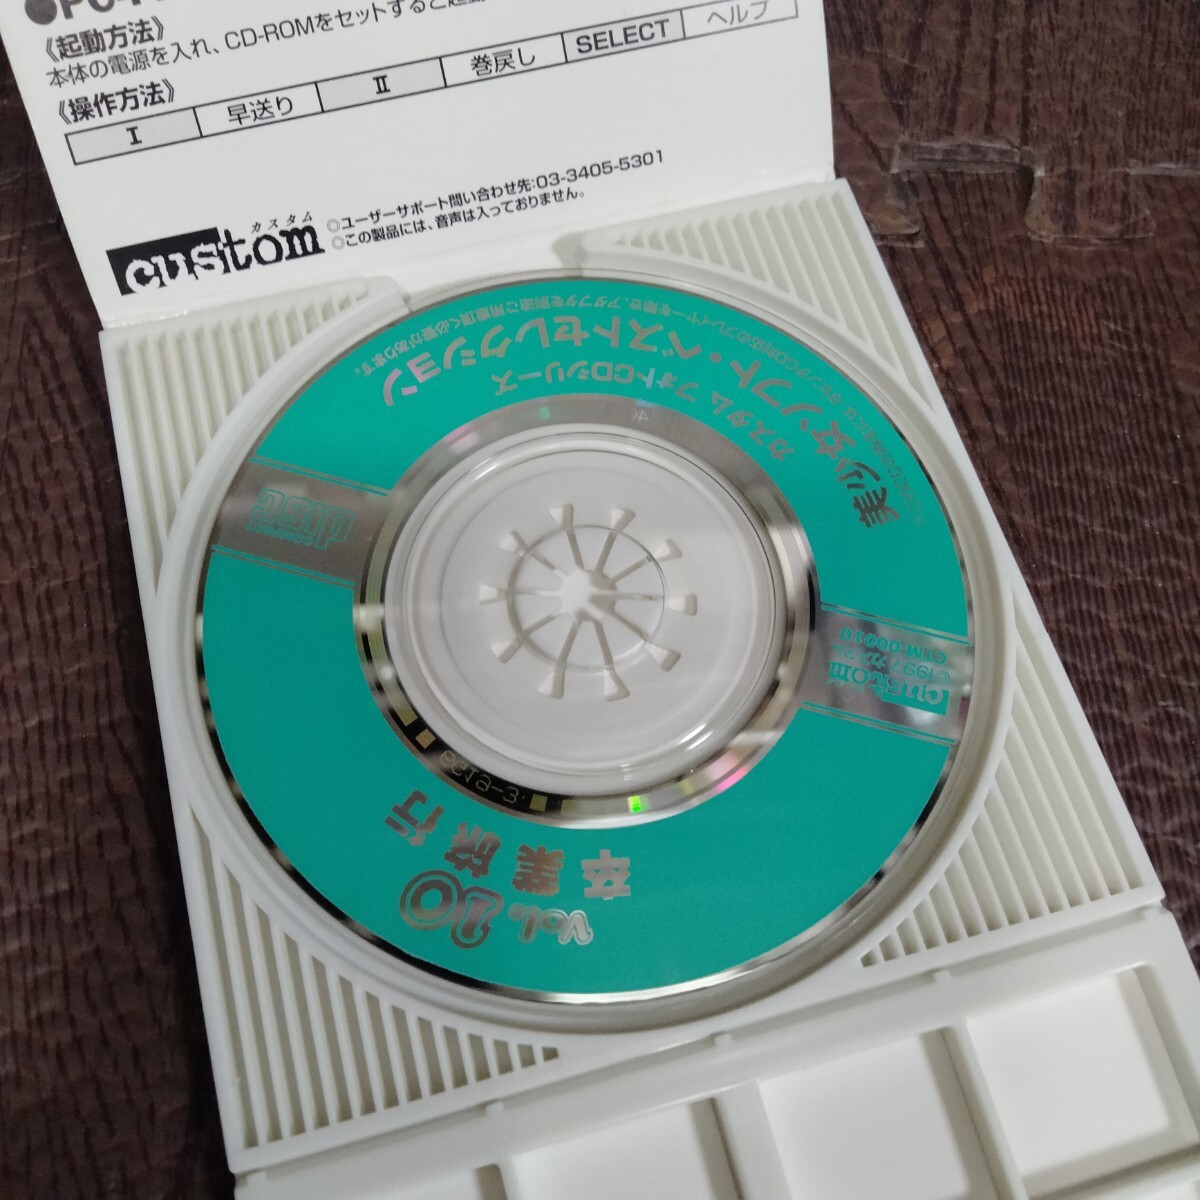 《起動方法》
本体の電源を入れ、CD-ROMをセットすると起動
《操作方法》
I 早送り II 巻戻し SELECT ヘルプ
カスタム
custom
◎ユーザーサポート問い合わせ先:03-3405-5301
◎この製品には、音声は入っておりません。
カスタム フォトCDシリーズ
美少女ソフト・ベストセレクション
disc
custom
CTM-00010
Vol.20
卒業旅行